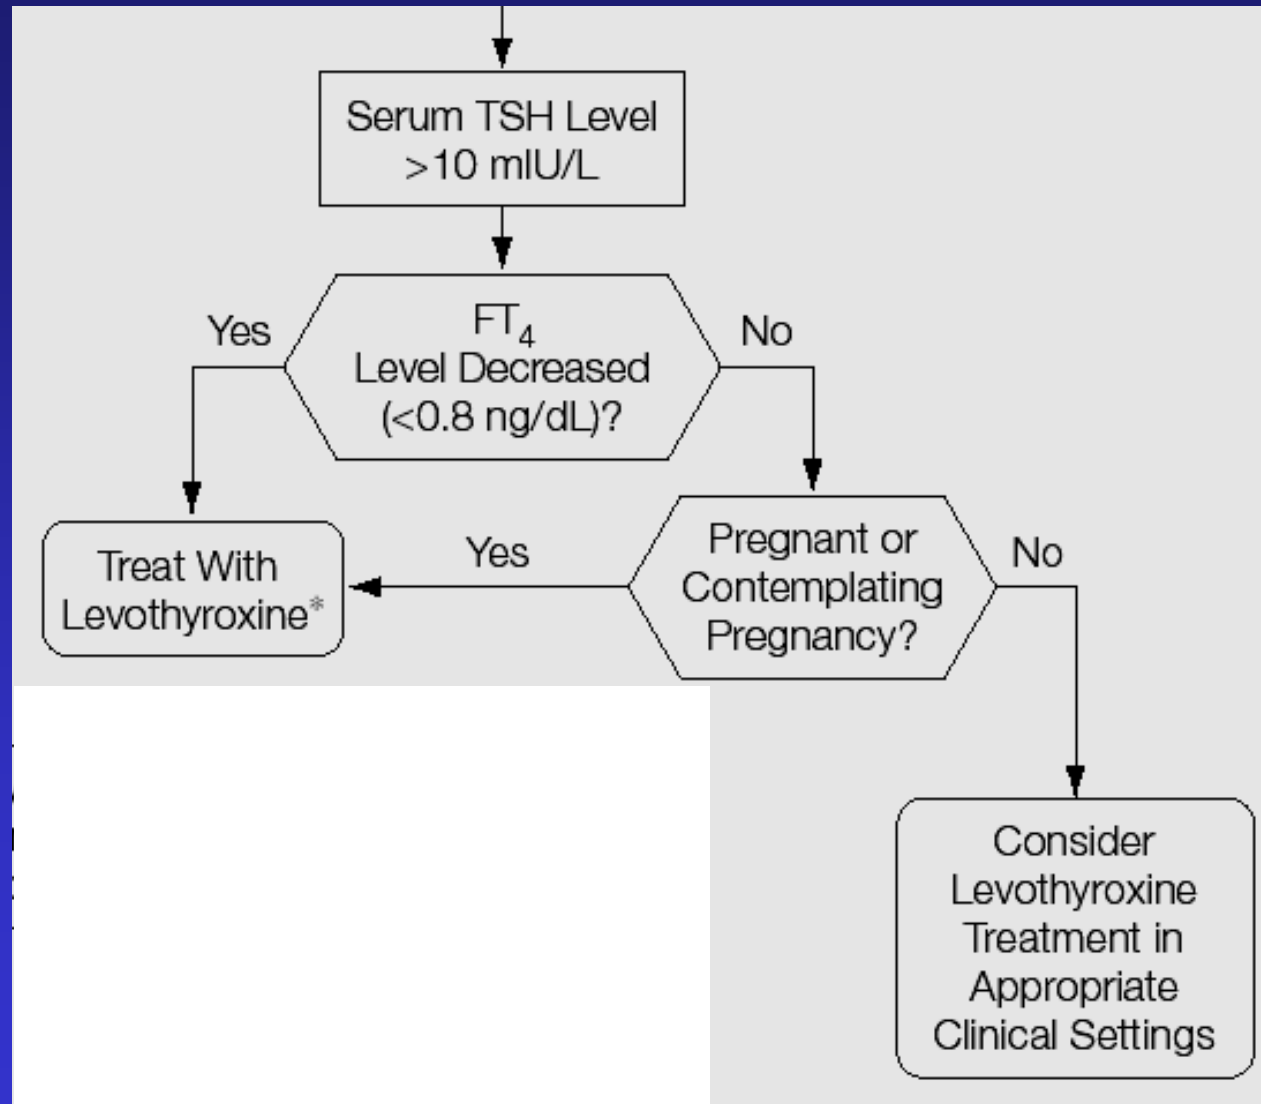 Serum TSH Level
>10 mIU/L
FT₄
Level Decreased
(<0.8 ng/dL)?
Yes
No
Treat With
Levothyroxine*
Yes
Pregnant or
Contemplating
Pregnancy?
No
Consider
Levothyroxine
Treatment in
Appropriate
Clinical Settings